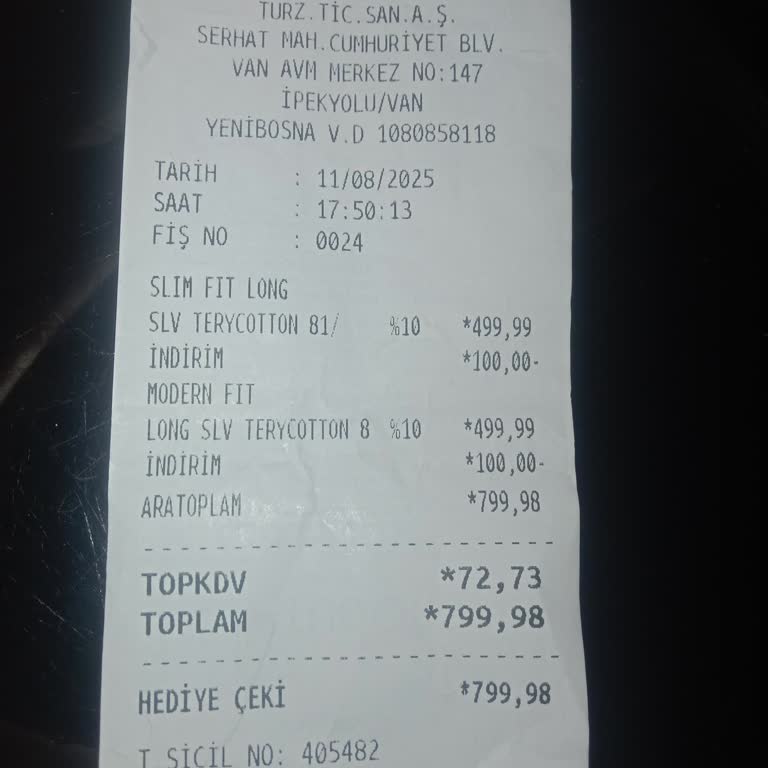 TURZ.TİC.SAN.A.Ş.
SERHAT MAH.CUMHURİYET BLV.
VAN AVM MERKEZ NO:147
İPEKYOLU/VAN
YENİBOSNA V.D 1080858118
TARİH : 11/08/2025
SAAT : 17:50:13
FİŞ NO : 0024
SLIM FIT LONG
SLV TERYCOTTON 81/ %10 *499,99
İNDİRİM *100,00-
MODERN FIT
LONG SLV TERYCOTTON 8 %10 *499,99
İNDİRİM *100,00-
ARATOPLAM *799,98
TOPKDV *72,73
TOPLAM *799,98
HEDİYE ÇEKİ *799,98
T SİCİL NO: 405482